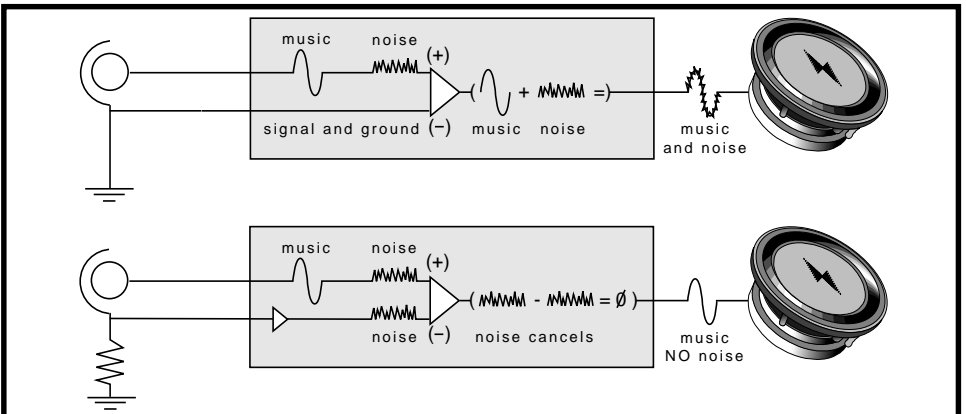 music noise (+)
( + =)
signal and ground (–) music noise
music
and noise
music noise (+)
( - = Ø )
noise (–) noise cancels
music
NO noise